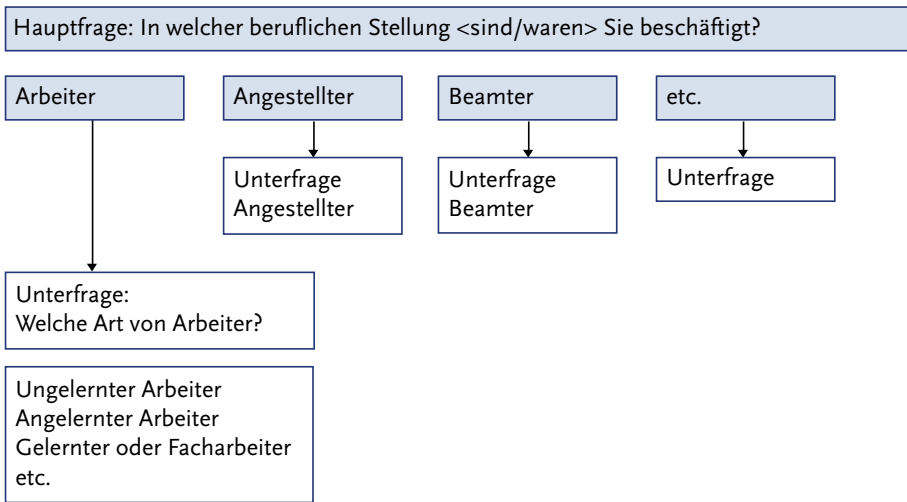 Hauptfrage: In welcher beruflichen Stellung <sind/waren> Sie beschäftigt?
Arbeiter
Angestellter
Beamter
etc.
Unterfrage
Angestellter
Unterfrage
Beamter
Unterfrage
Unterfrage:
Welche Art von Arbeiter?
Ungelernter Arbeiter
Angelernter Arbeiter
Gelernter oder Facharbeiter
etc.